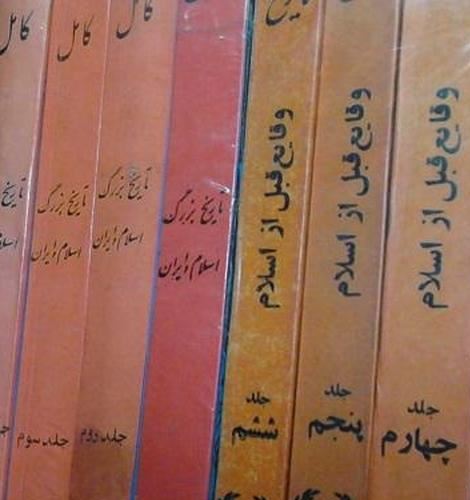 وقایع قبل از اسلام
جلد
چهارم
وقایع قبل از اسلام
جلد
پنجم
وقایع قبل از اسلام
جلد
ششم
تاریخ بزرگ
اسلام و ایران
کامل
تاریخ بزرگ
اسلام و ایران
جلد دوم
کامل
تاریخ بزرگ
اسلام و ایران
جلد سوم
کامل
تاریخ